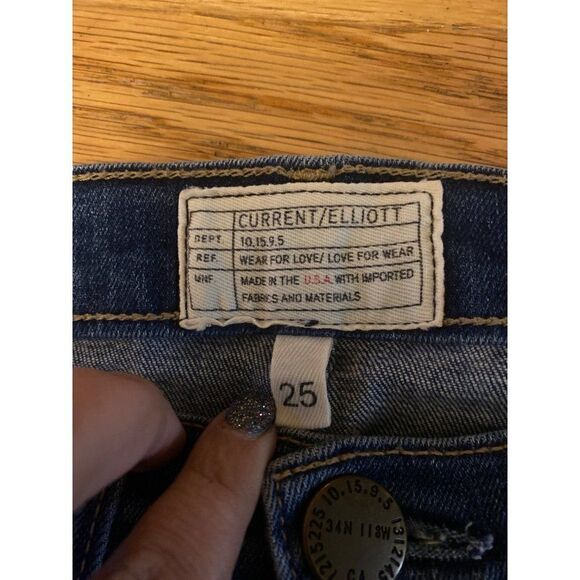 CURRENT/ELLIOTT
DEPT 10.15.9.5
REF. WEAR FOR LOVE/ LOVE FOR WEAR
MNF MADE IN THE U.S.A. WITH IMPORTED
FABRICS AND MATERIALS
25
10.15.9.5
34N 118W
CA